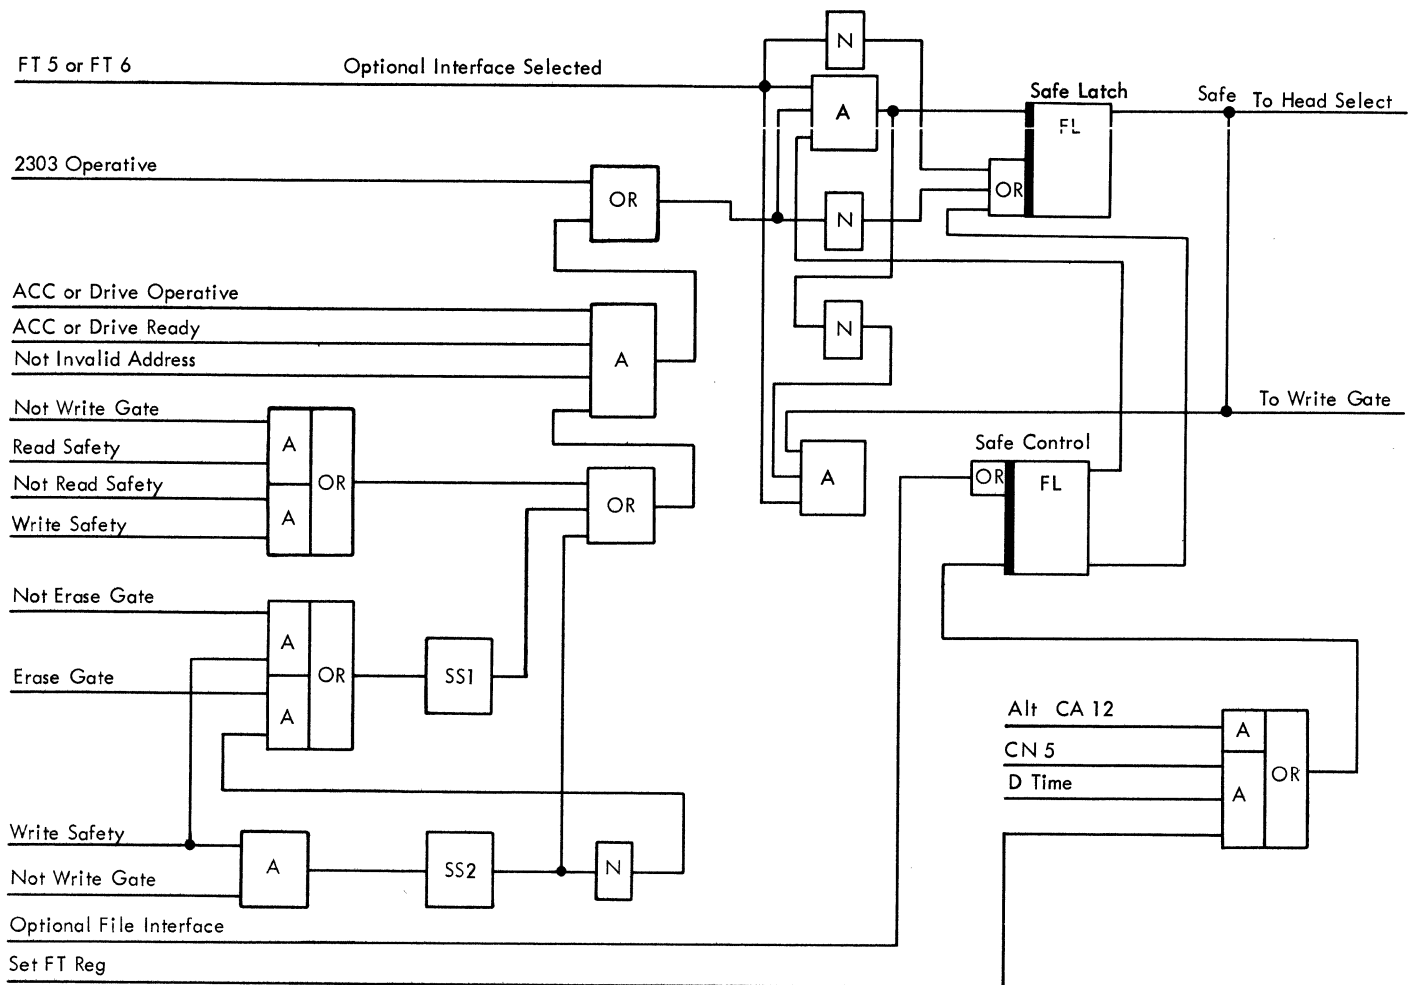 N
FT 5 or FT 6
Optional Interface Selected
A
Safe Latch
FL
Safe
To Head Select
2303 Operative
OR
N
OR
ACC or Drive Operative
ACC or Drive Ready
Not Invalid Address
A
N
Not Write Gate
Read Safety
Not Read Safety
Write Safety
A
A
OR
OR
A
To Write Gate
Safe Control
OR
FL
Not Erase Gate
Erase Gate
A
A
OR
SS1
Alt CA 12
CN 5
D Time
A
A
OR
Write Safety
Not Write Gate
A
SS2
N
Optional File Interface
Set FT Reg